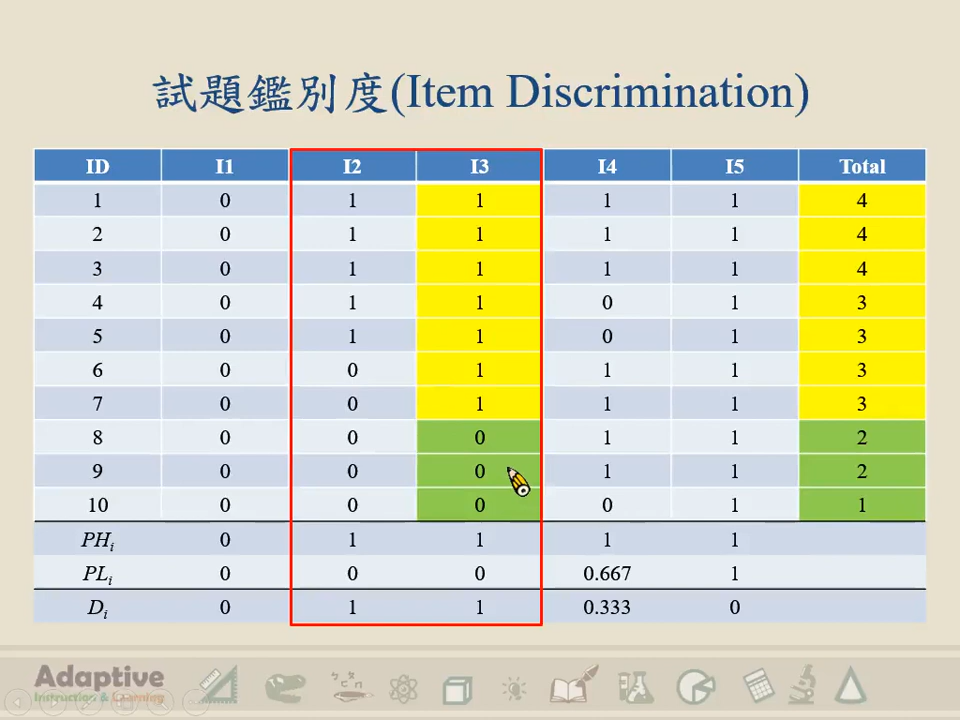 試題鑑別度(Item Discrimination)
ID I1 I2 I3 I4 I5 Total
1 0 1 1 1 1 4
2 0 1 1 1 1 4
3 0 1 1 1 1 4
4 0 1 1 0 1 3
5 0 1 1 0 1 3
6 0 0 1 1 1 3
7 0 0 1 1 1 3
8 0 0 0 1 1 2
9 0 0 0 1 1 2
10 0 0 0 0 1 1
PHi 0 1 1 1 1
PLi 0 0 0 0.667 1
Di 0 1 1 0.333 0
Adaptive
Instruction & Learning